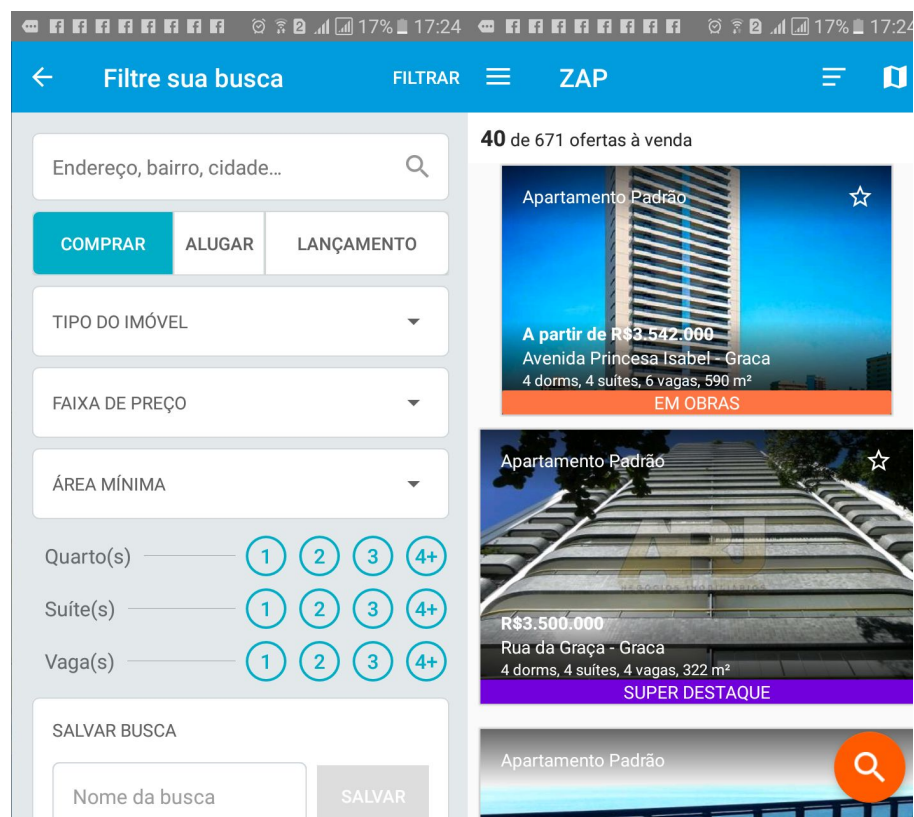 17% 17:24
Filtre sua busca FILTRAR
Endereço, bairro, cidade...
COMPRAR ALUGAR LANÇAMENTO
TIPO DO IMÓVEL
FAIXA DE PREÇO
ÁREA MÍNIMA
Quarto(s) 1 2 3 4+
Suíte(s) 1 2 3 4+
Vaga(s) 1 2 3 4+
SALVAR BUSCA
Nome da busca SALVAR
17% 17:24
ZAP
40 de 671 ofertas à venda
Apartamento Padrão
A partir de R$3.542.000
Avenida Princesa Isabel - Graca
4 dorms, 4 suítes, 6 vagas, 590 m²
EM OBRAS
Apartamento Padrão
ARJ
NEGÓCIOS IMOBILIÁRIOS
R$3.500.000
Rua da Graça - Graca
4 dorms, 4 suítes, 4 vagas, 322 m²
SUPER DESTAQUE
Apartamento Padrão